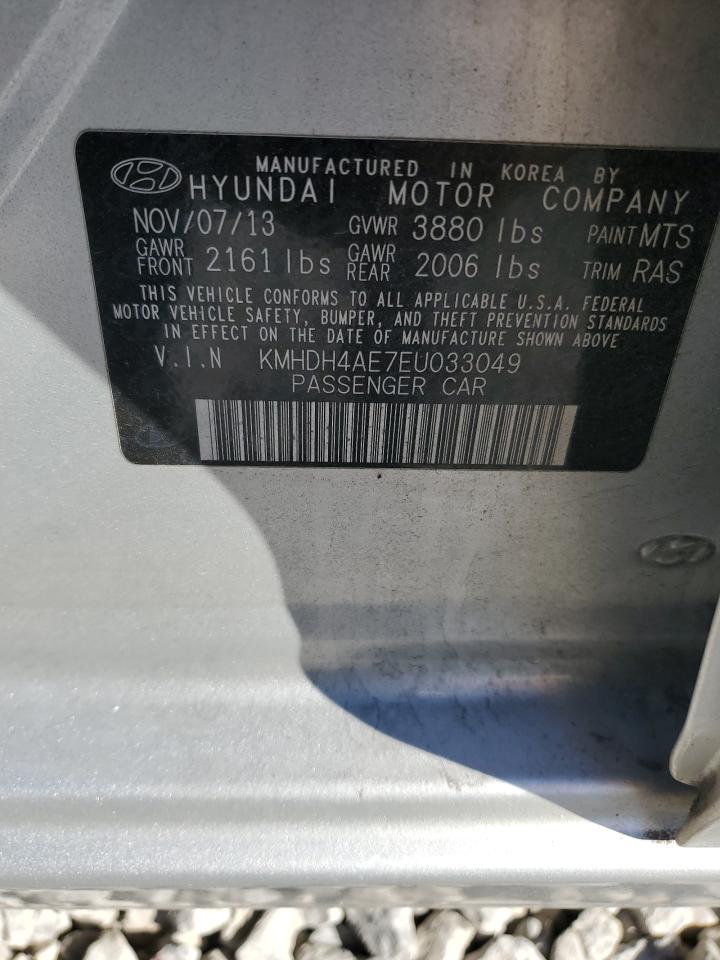 MANUFACTURED IN KOREA BY
HYUNDAI MOTOR COMPANY
NOV/07/13 GVWR 3880 lbs PAINT MTS
GAWR FRONT 2161 lbs GAWR REAR 2006 lbs TRIM RAS
THIS VEHICLE CONFORMS TO ALL APPLICABLE U.S.A. FEDERAL
MOTOR VEHICLE SAFETY, BUMPER, AND THEFT PREVENTION STANDARDS
IN EFFECT ON THE DATE OF MANUFACTURE SHOWN ABOVE
V.I.N KMHDH4AE7EU033049
PASSENGER CAR